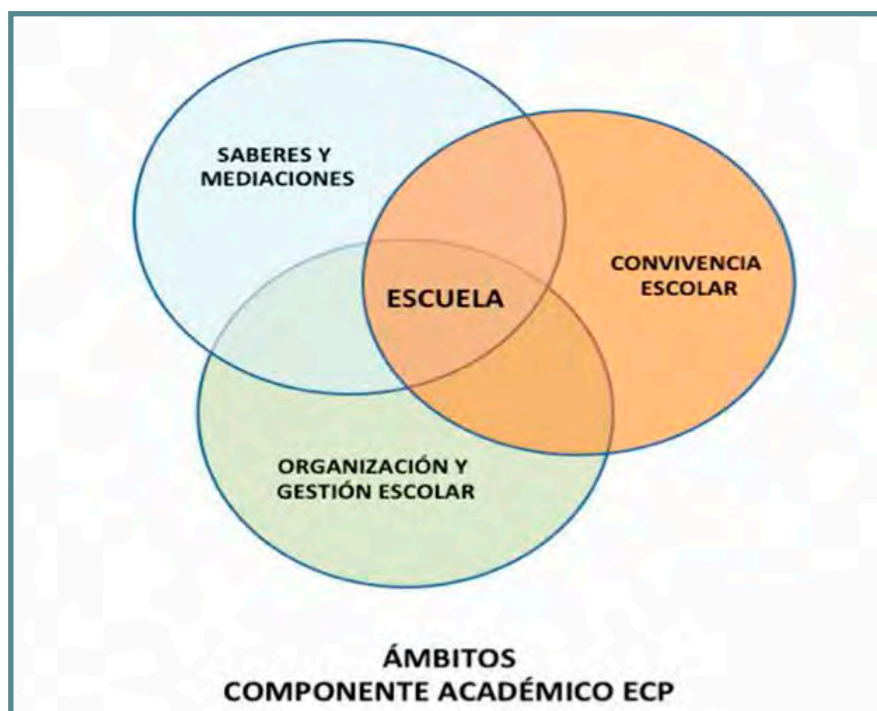 SABERES Y
MEDIACIONES
CONVIVENCIA
ESCOLAR
ESCUELA
ORGANIZACIÓN Y
GESTIÓN ESCOLAR
ÁMBITOS
COMPONENTE ACADÉMICO ECP